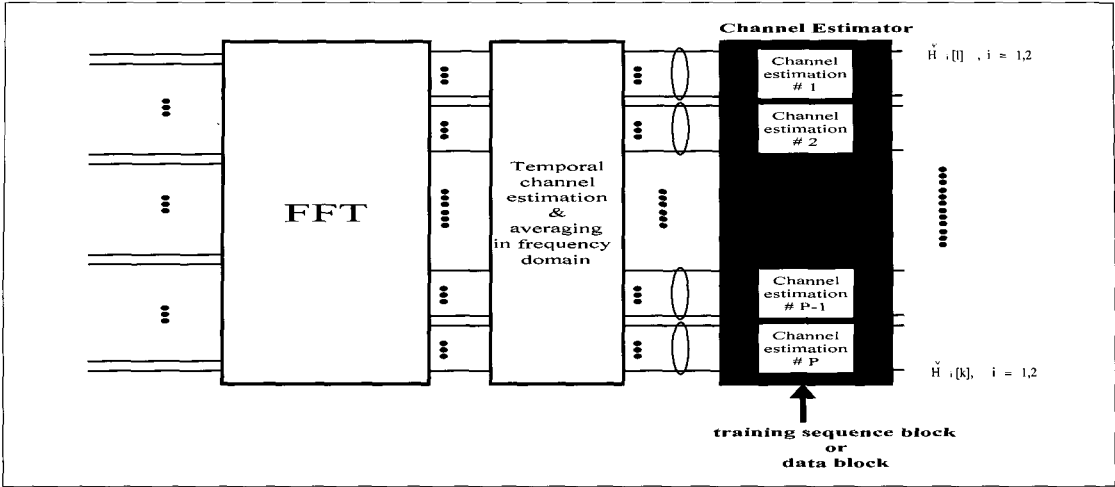 Channel Estimator
Ȟ i[l] , i = 1,2
Channel
estimation
# 1
Channel
estimation
# 2
FFT
Temporal
channel
estimation
&
averaging
in frequency
domain
Channel
estimation
# P-1
Channel
estimation
# P
Ȟ i[k], i = 1,2
training sequence block
or
data block